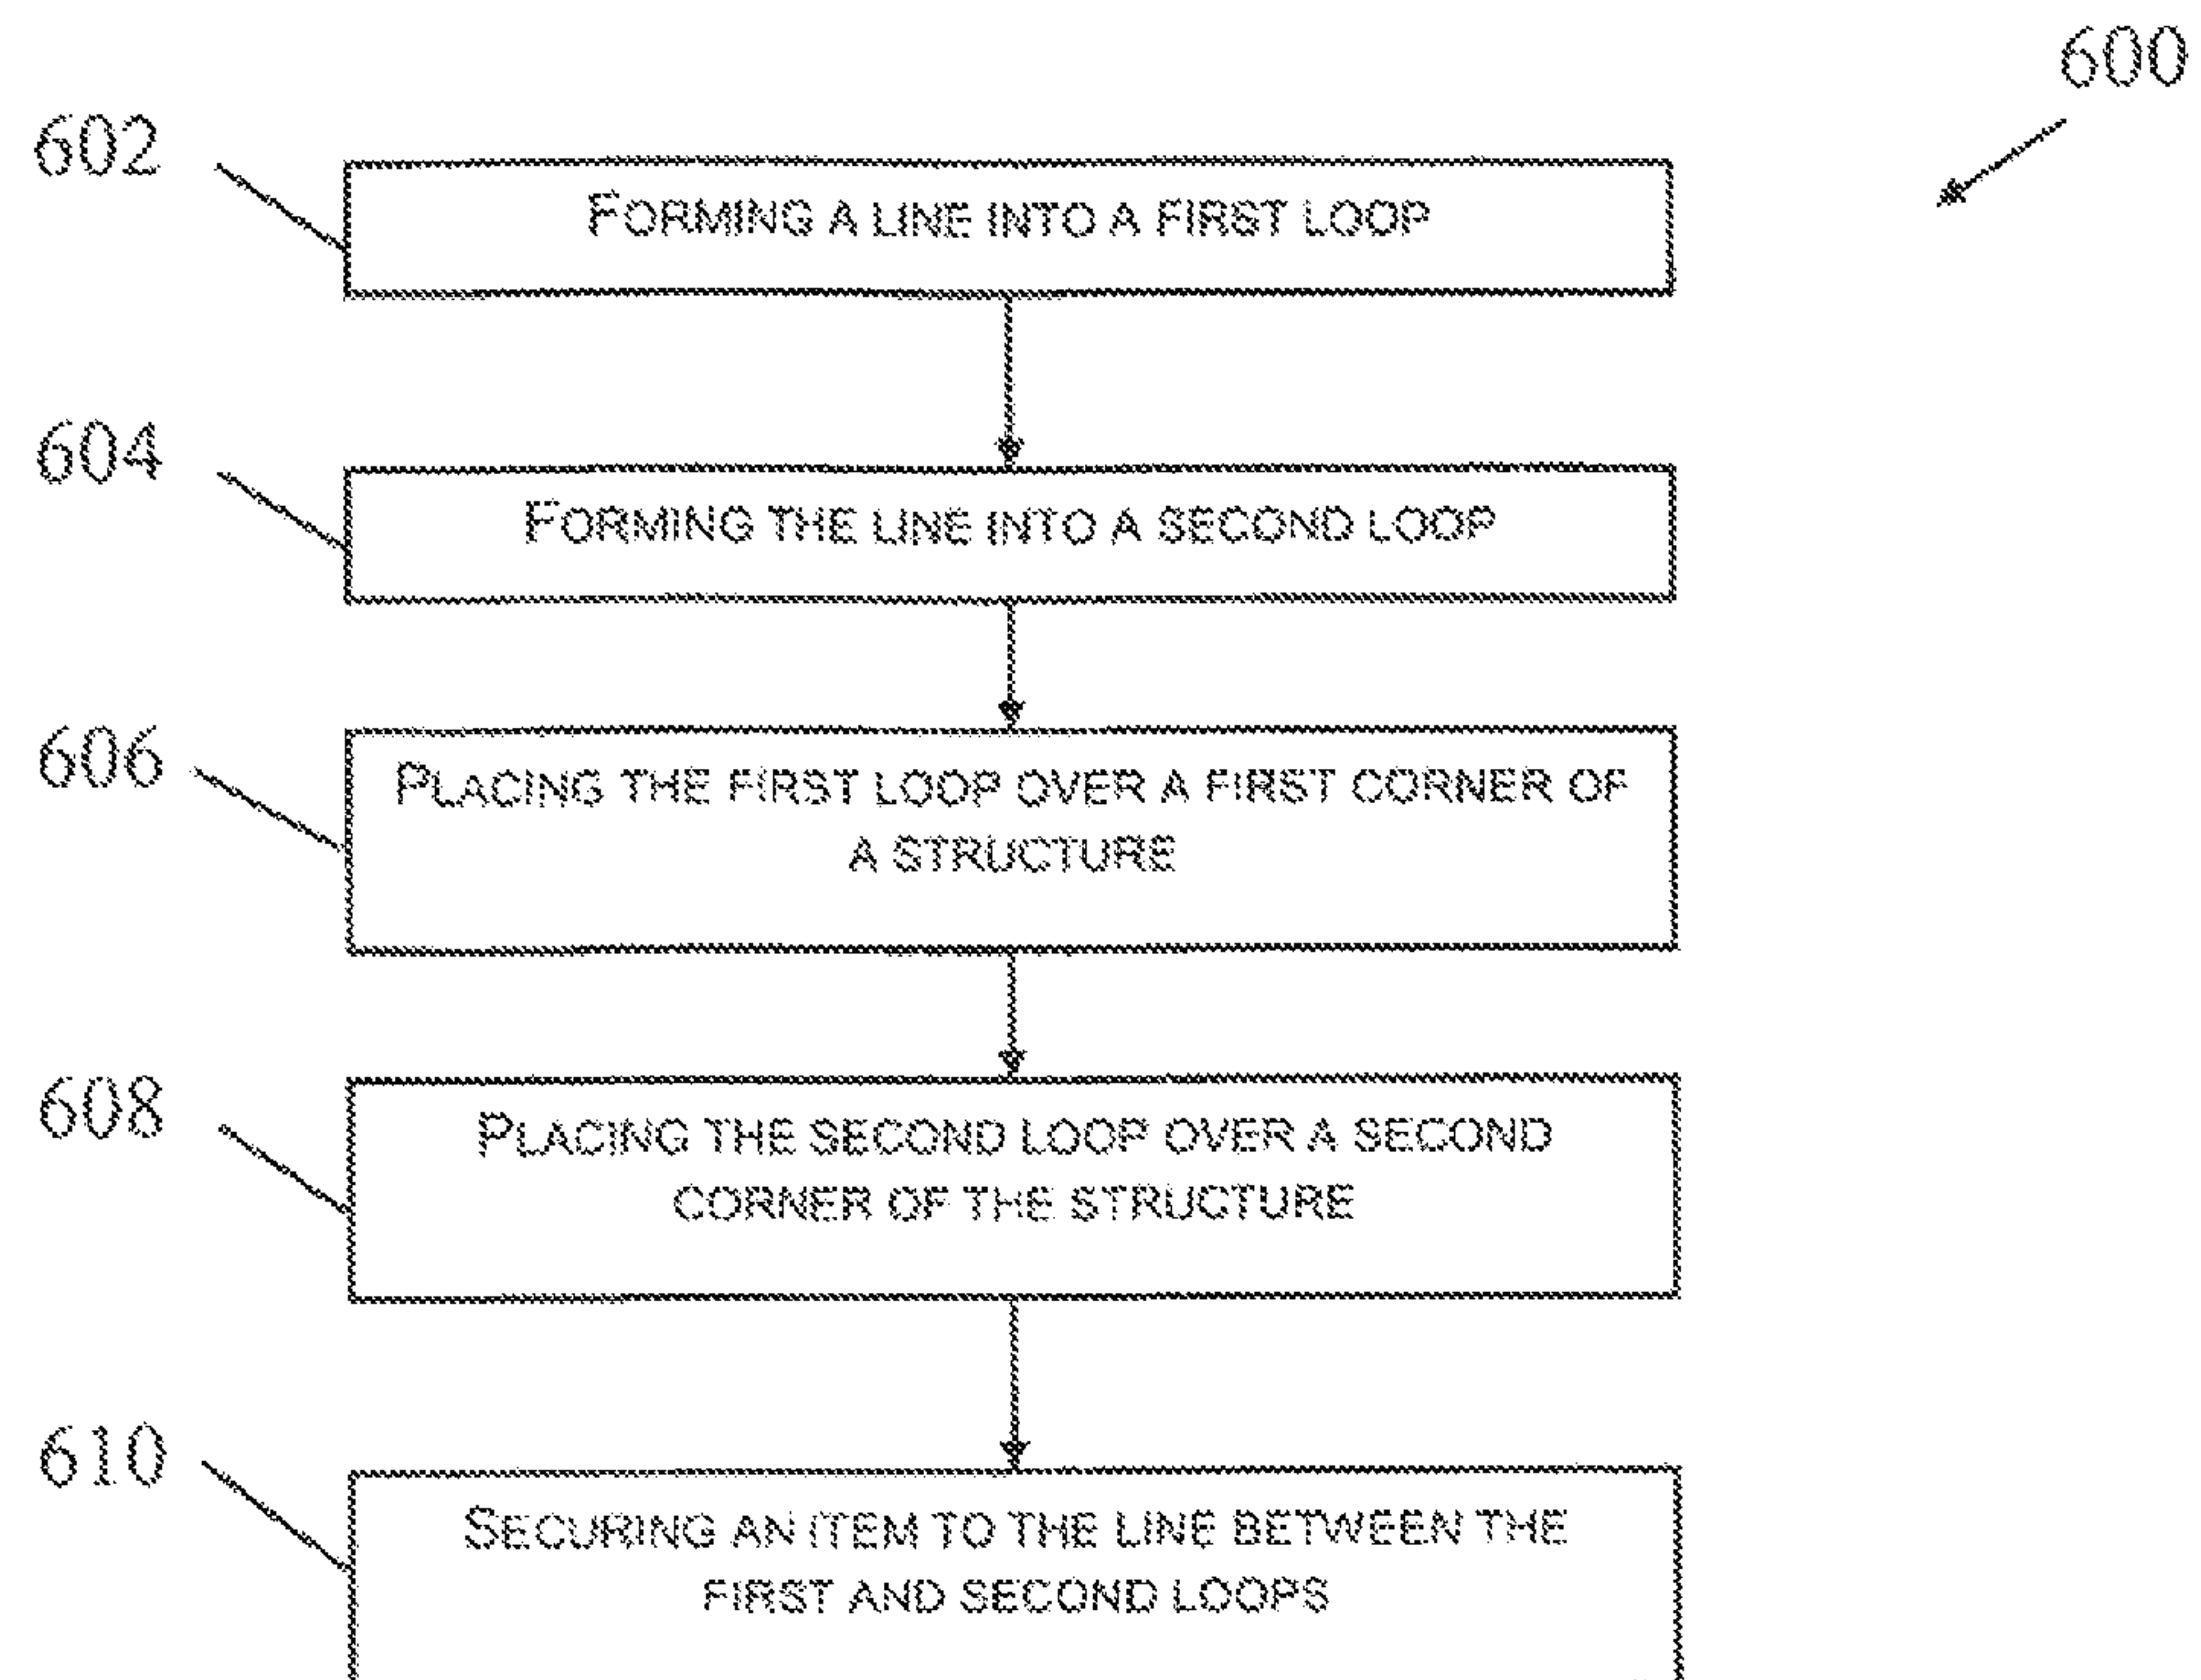 600
602
FORMING A LINE INTO A FIRST LOOP
604
FORMING THE LINE INTO A SECOND LOOP
606
PLACING THE FIRST LOOP OVER A FIRST CORNER OF
A STRUCTURE
608
PLACING THE SECOND LOOP OVER A SECOND
CORNER OF THE STRUCTURE
610
SECURING AN ITEM TO THE LINE BETWEEN THE
FIRST AND SECOND LOOPS